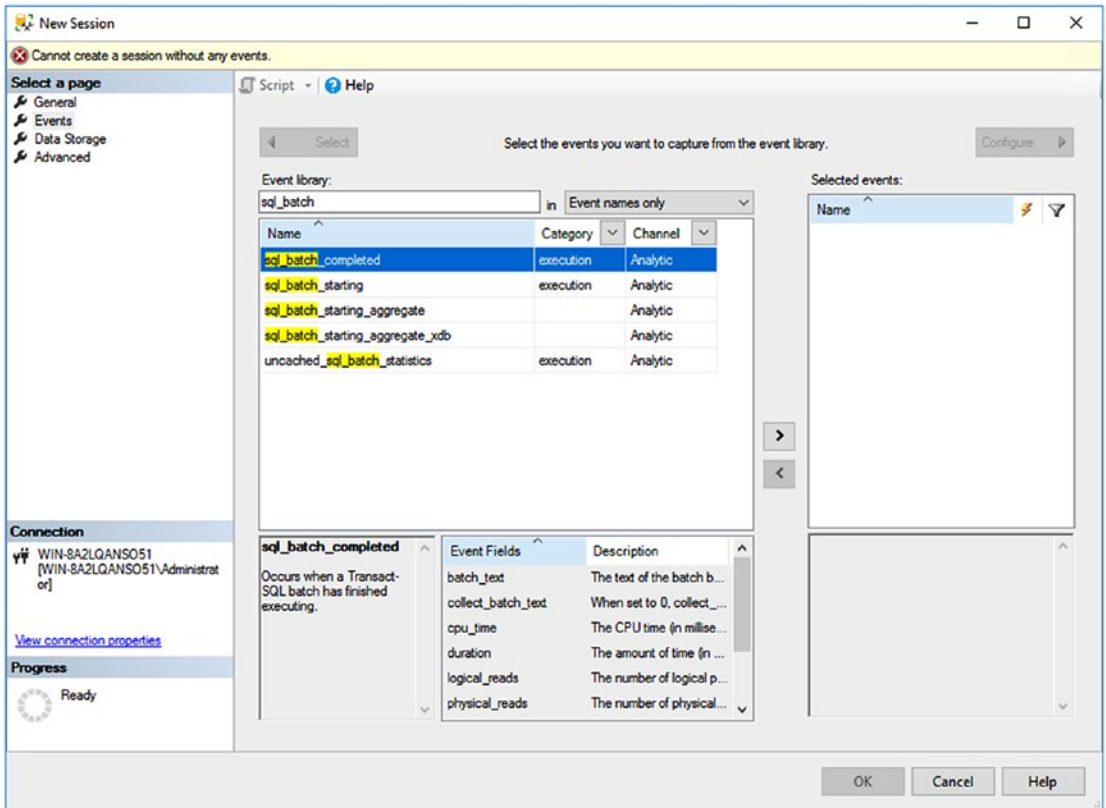 New Session
Cannot create a session without any events.
Select a page
General
Events
Data Storage
Advanced
Script Help
Select
Select the events you want to capture from the event library.
Configure
Event library:
sql_batch in Event names only
Name Category Channel
sql_batch_completed execution Analytic
sql_batch_starting execution Analytic
sql_batch_starting_aggregate Analytic
sql_batch_starting_aggregate_xdb Analytic
uncached_sql_batch_statistics execution Analytic
Selected events:
Name
>
<
Connection
WIN-8A2LQANSO51
[WIN-8A2LQANSO51\Administrat
or]
View connection properties
Progress
Ready
sql_batch_completed
Occurs when a Transact-
SQL batch has finished
executing.
Event Fields Description
batch_text The text of the batch b...
collect_batch_text When set to 0, collect_...
cpu_time The CPU time (in millise...
duration The amount of time (in ...
logical_reads The number of logical p...
physical_reads The number of physical...
OK Cancel Help